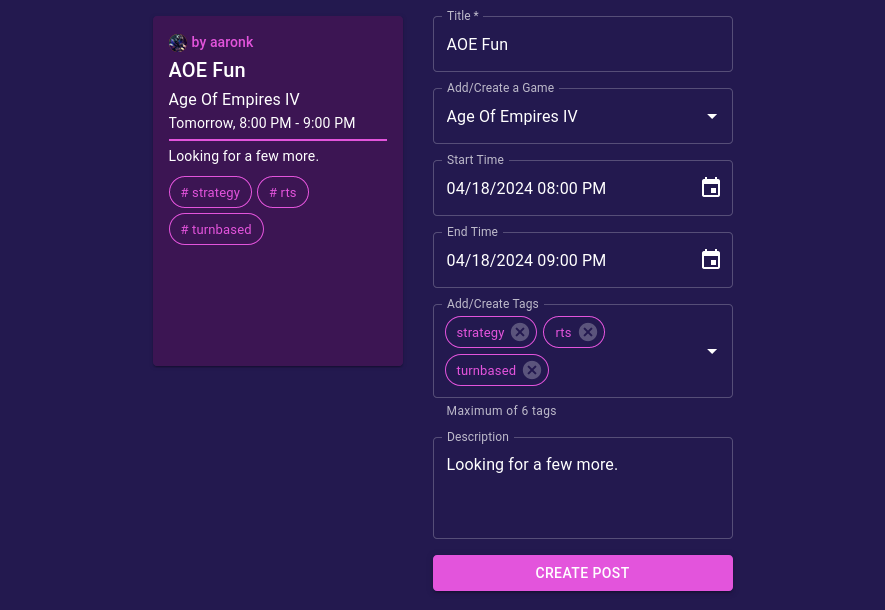 by aaronk
AOE Fun
Age Of Empires IV
Tomorrow, 8:00 PM - 9:00 PM
Looking for a few more.
# strategy
# rts
# turnbased
Title *
AOE Fun
Add/Create a Game
Age Of Empires IV
Start Time
04/18/2024 08:00 PM
End Time
04/18/2024 09:00 PM
Add/Create Tags
strategy
rts
turnbased
Maximum of 6 tags
Description
Looking for a few more.
CREATE POST